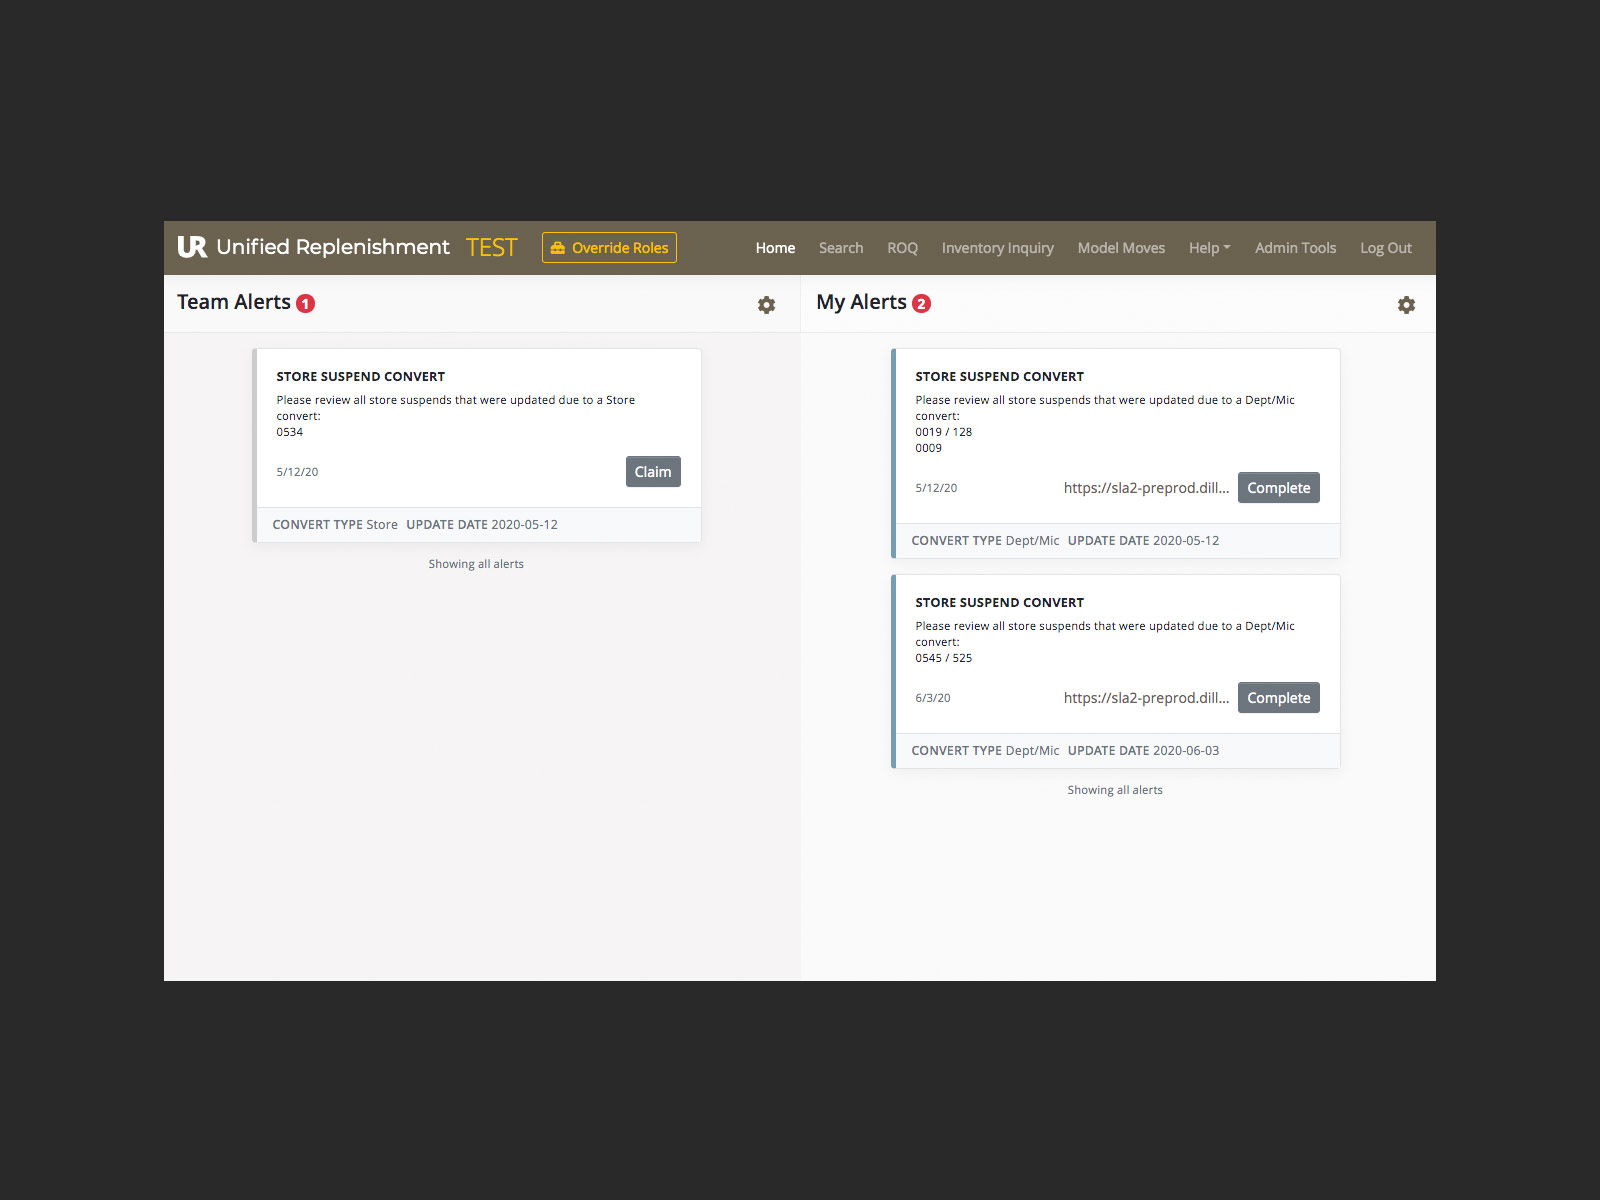 UR Unified Replenishment TEST Override Roles Home Search ROQ Inventory Inquiry Model Moves Help Admin Tools Log Out
Team Alerts 1
STORE SUSPEND CONVERT
Please review all store suspends that were updated due to a Store
convert:
0534
5/12/20 Claim
CONVERT TYPE Store UPDATE DATE 2020-05-12
Showing all alerts
My Alerts 2
STORE SUSPEND CONVERT
Please review all store suspends that were updated due to a Dept/Mic
convert:
0019 / 128
0009
5/12/20 https://sla2-preprod.dill... Complete
CONVERT TYPE Dept/Mic UPDATE DATE 2020-05-12
STORE SUSPEND CONVERT
Please review all store suspends that were updated due to a Dept/Mic
convert:
0545 / 525
6/3/20 https://sla2-preprod.dill... Complete
CONVERT TYPE Dept/Mic UPDATE DATE 2020-06-03
Showing all alerts